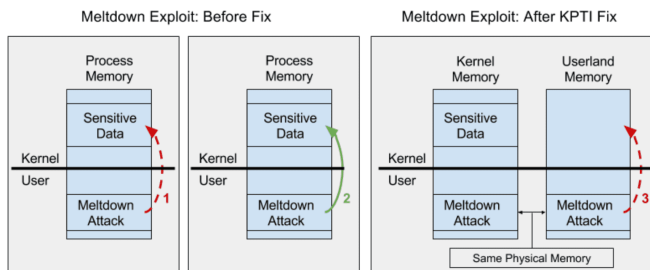 Meltdown Exploit: Before Fix
Process
Memory
Sensitive
Data
Kernel
User
Meltdown
Attack
1
Process
Memory
Sensitive
Data
Kernel
User
Meltdown
Attack
2
Meltdown Exploit: After KPTI Fix
Kernel
Memory
Userland
Memory
Sensitive
Data
Kernel
User
Meltdown
Attack
Meltdown
Attack
3
Same Physical Memory